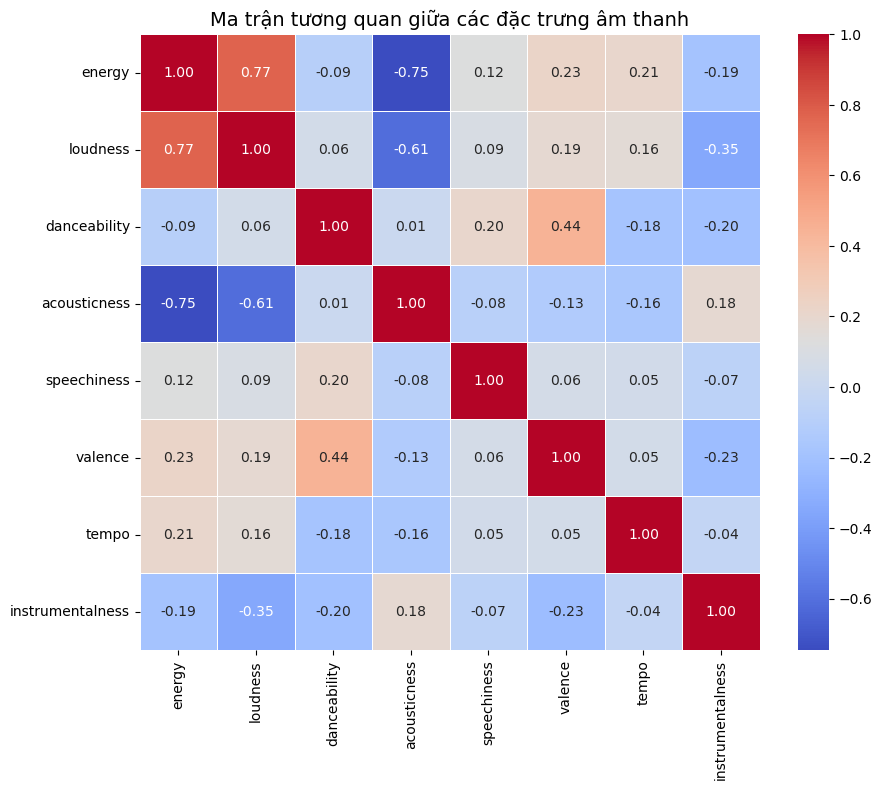 Ma trận tương quan giữa các đặc trưng âm thanh
energy 1.00 0.77 -0.09 -0.75 0.12 0.23 0.21 -0.19
loudness 0.77 1.00 0.06 -0.61 0.09 0.19 0.16 -0.35
danceability -0.09 0.06 1.00 0.01 0.20 0.44 -0.18 -0.20
acousticness -0.75 -0.61 0.01 1.00 -0.08 -0.13 -0.16 0.18
speechiness 0.12 0.09 0.20 -0.08 1.00 0.06 0.05 -0.07
valence 0.23 0.19 0.44 -0.13 0.06 1.00 0.05 -0.23
tempo 0.21 0.16 -0.18 -0.16 0.05 0.05 1.00 -0.04
instrumentalness -0.19 -0.35 -0.20 0.18 -0.07 -0.23 -0.04 1.00
energy loudness danceability acousticness speechiness valence tempo instrumentalness
1.0
0.8
0.6
0.4
0.2
0.0
−0.2
−0.4
−0.6